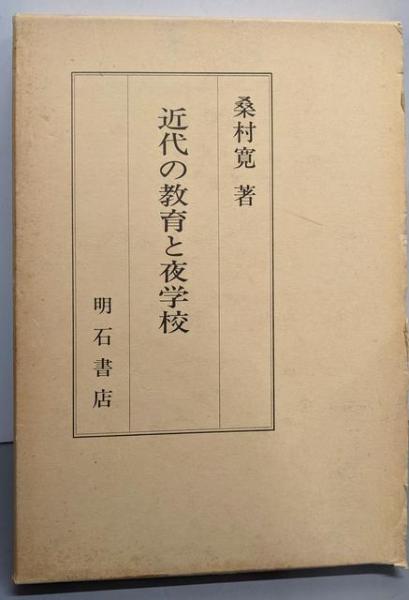 桑村寛 著
近代の教育と夜学校
明石書店